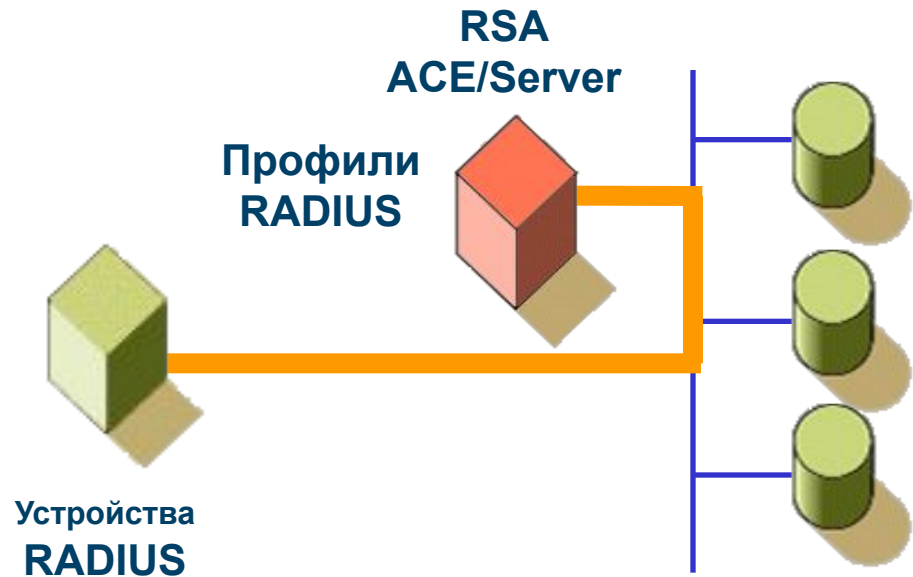 RSA
ACE/Server
Профили
RADIUS
Устройства
RADIUS